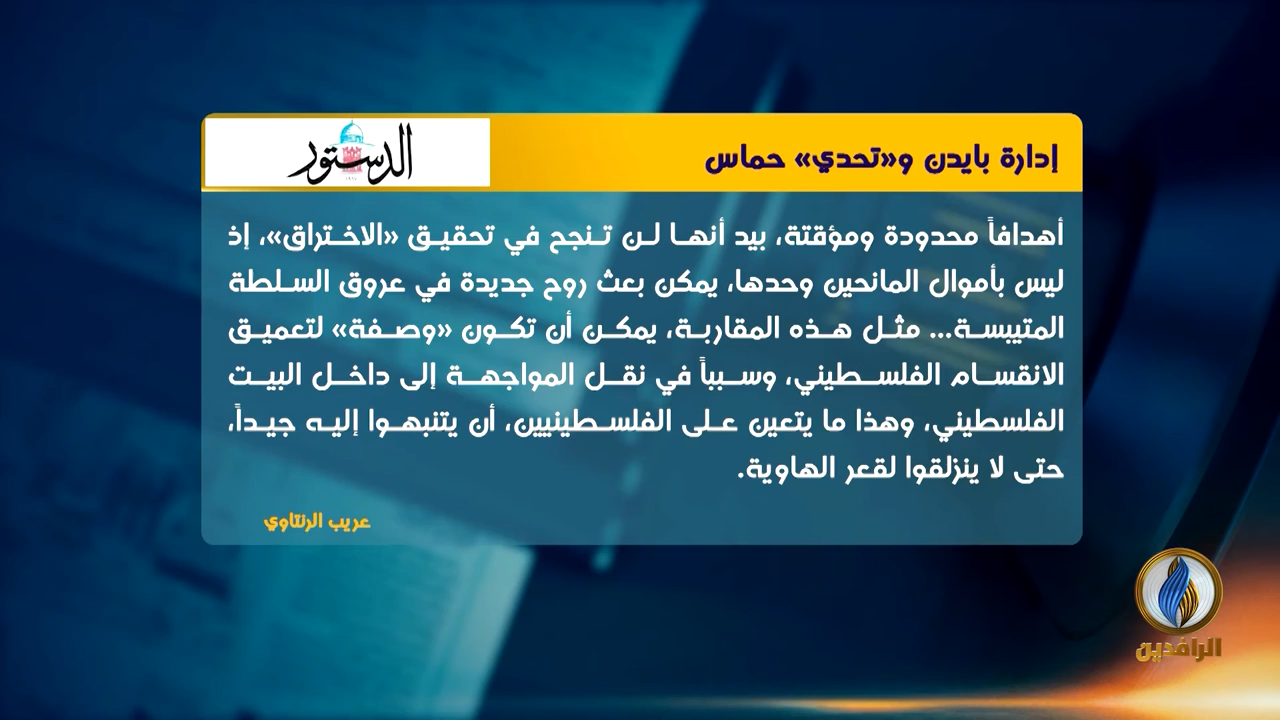 إدارة بايدن و«تحدي» حماس
الدستور
أهدافاً محدودة ومؤقتة، بيد أنها لن تنجح في تحقيق «الاختراق»، إذ
ليس بأموال المانحين وحدها، يمكن بعث روح جديدة في عروق السلطة
المتيبسة... مثل هذه المقاربة، يمكن أن تكون «وصفة» لتعميق
الانقسام الفلسطيني، وسبباً في نقل المواجهة إلى داخل البيت
الفلسطيني، وهذا ما يتعين على الفلسطينيين، أن يتنبهوا إليه جيداً،
حتى لا ينزلقوا لقعر الهاوية.
عريب الرنتاوي
الرافدين